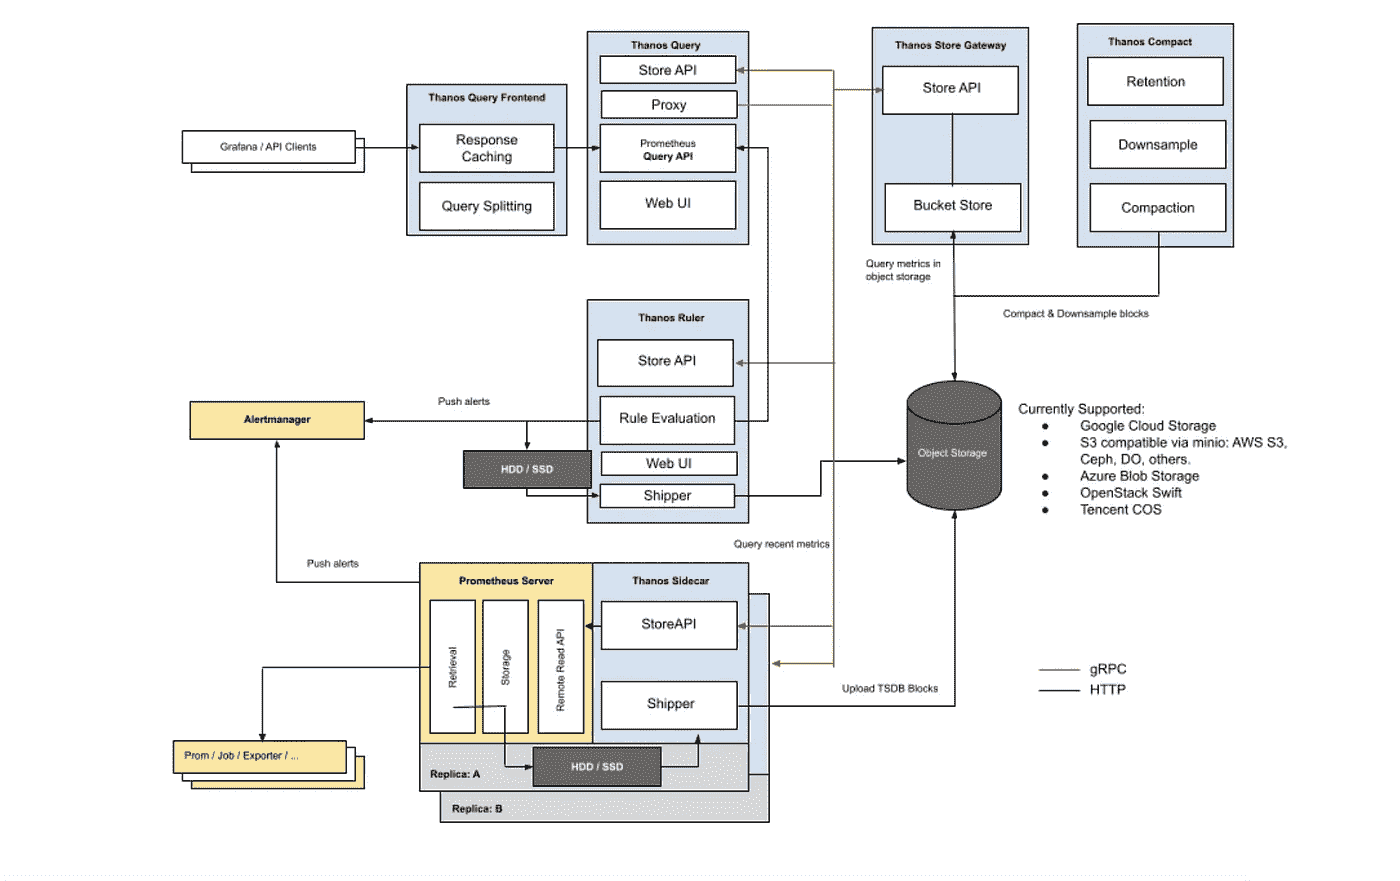 Thanos Query
Store API
Proxy
Prometheus
Query API
Web UI
Thanos Query Frontend
Response
Caching
Query Splitting
Grafana / API Clients
Thanos Store Gateway
Store API
Bucket Store
Thanos Compact
Retention
Downsample
Compaction
Query metrics in
object storage
Compact & Downsample blocks
Thanos Ruler
Store API
Rule Evaluation
Web UI
Shipper
Push alerts
Alertmanager
HDD / SSD
Object Storage
Currently Supported:
● Google Cloud Storage
● S3 compatible via minio: AWS S3,
Ceph, DO, others.
● Azure Blob Storage
● OpenStack Swift
● Tencent COS
Query recent metrics
Push alerts
Prometheus Server
Retrieval
Storage
Remote Read API
Thanos Sidecar
StoreAPI
Shipper
Upload TSDB Blocks
gRPC
HTTP
Prom / Job / Exporter / ...
HDD / SSD
Replica: A
Replica: B